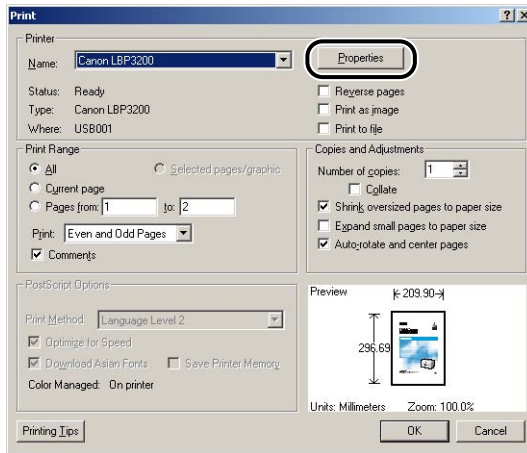 Print
Printer
Name: Canon LBP3200 Properties
Status: Ready Reverse pages
Type: Canon LBP3200 Print as image
Where: USB001 Print to file
Print Range
All Selected pages/graphic
Current page
Pages from: 1 to: 2
Print: Even and Odd Pages
Comments
Copies and Adjustments
Number of copies: 1
Collate
Shrink oversized pages to paper size
Expand small pages to paper size
Auto-rotate and center pages
PostScript Options
Print Method: Language Level 2
Optimize for Speed
Download Asian Fonts Save Printer Memory
Color Managed: On printer
Preview
209.90
296.69
Units: Millimeters Zoom: 100.0%
Printing Tips OK Cancel